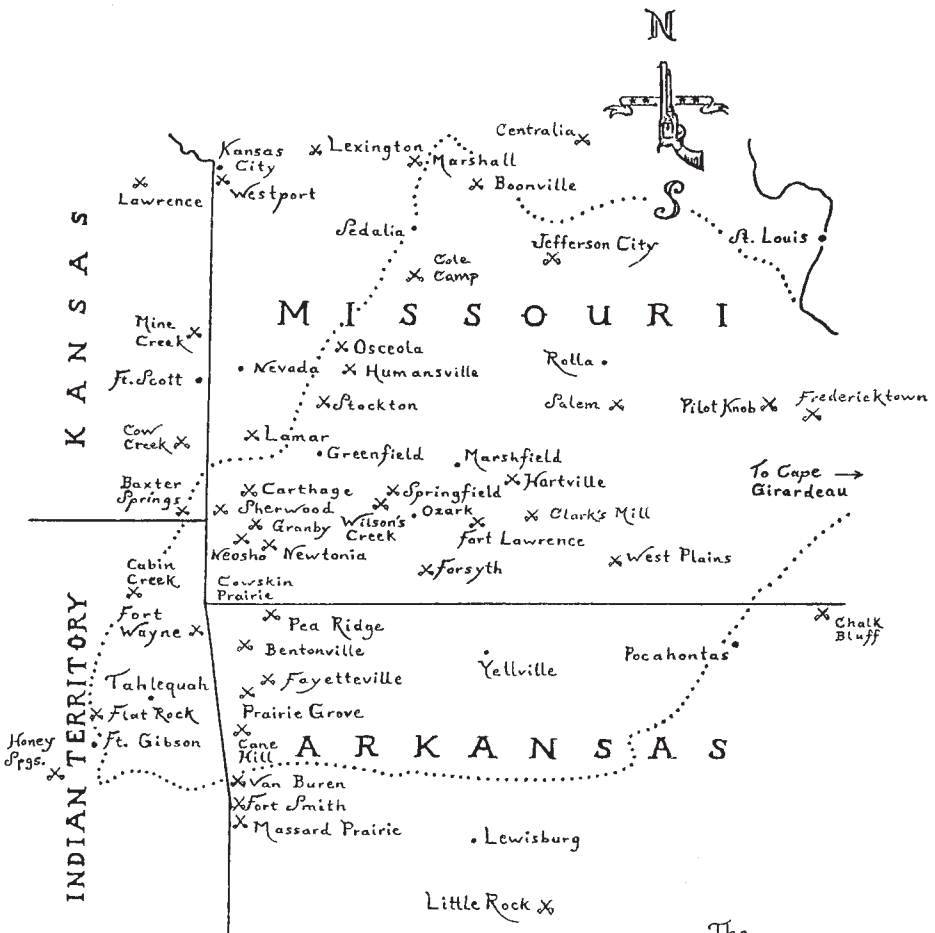 N
Centralia
Kansas
City
Lexington
Marshall
Westport
Boonville
Lawrence
S
Sedalia
St. Louis
Jefferson City
Cole
Camp
KANSAS
MISSOURI
Mine
Creek
Osceola
Nevada
Humansville
Rolla
Ft. Scott
Stockton
Salem
Pilot Knob
Fredericktown
Cow
Creek
Lamar
Greenfield
Marshfield
To Cape
Girardeau
Baxter
Springs
Carthage
Springfield
Hartville
Sherwood
Ozark
Clark's Mill
Granby
Wilson's
Creek
Fort Lawrence
Neosho
Newtonia
West Plains
Forsyth
Cabin
Creek
Cowskin
Prairie
Fort
Wayne
Pea Ridge
Chalk
Bluff
Bentonville
Yellville
Pocahontas
INDIAN TERRITORY
Tahlequah
Fayetteville
Flat Rock
Prairie Grove
Honey
Spgs.
Ft. Gibson
Cane
Hill
ARKANSAS
Van Buren
Fort Smith
Massard Prairie
Lewisburg
Little Rock
The